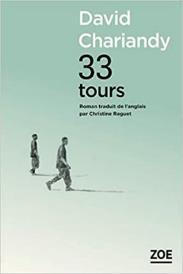 David
Chariandy
33
tours
Roman traduit de l'anglais
par Christine Raguet
ZOE